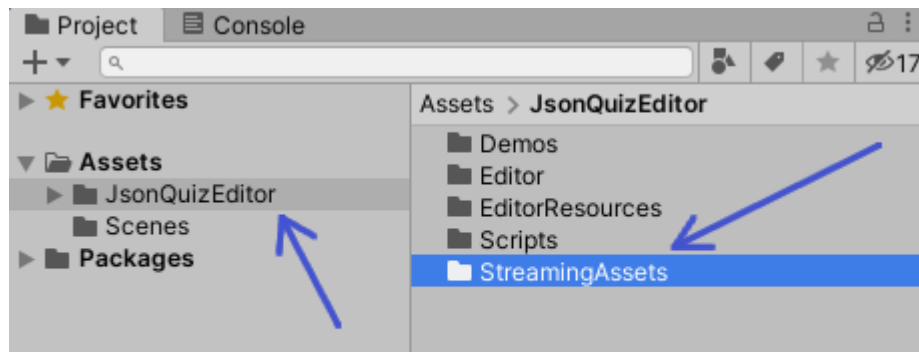 Project Console
17
Favorites
Assets > JsonQuizEditor
Demos
Assets
Editor
JsonQuizEditor
EditorResources
Scenes
Scripts
Packages
StreamingAssets